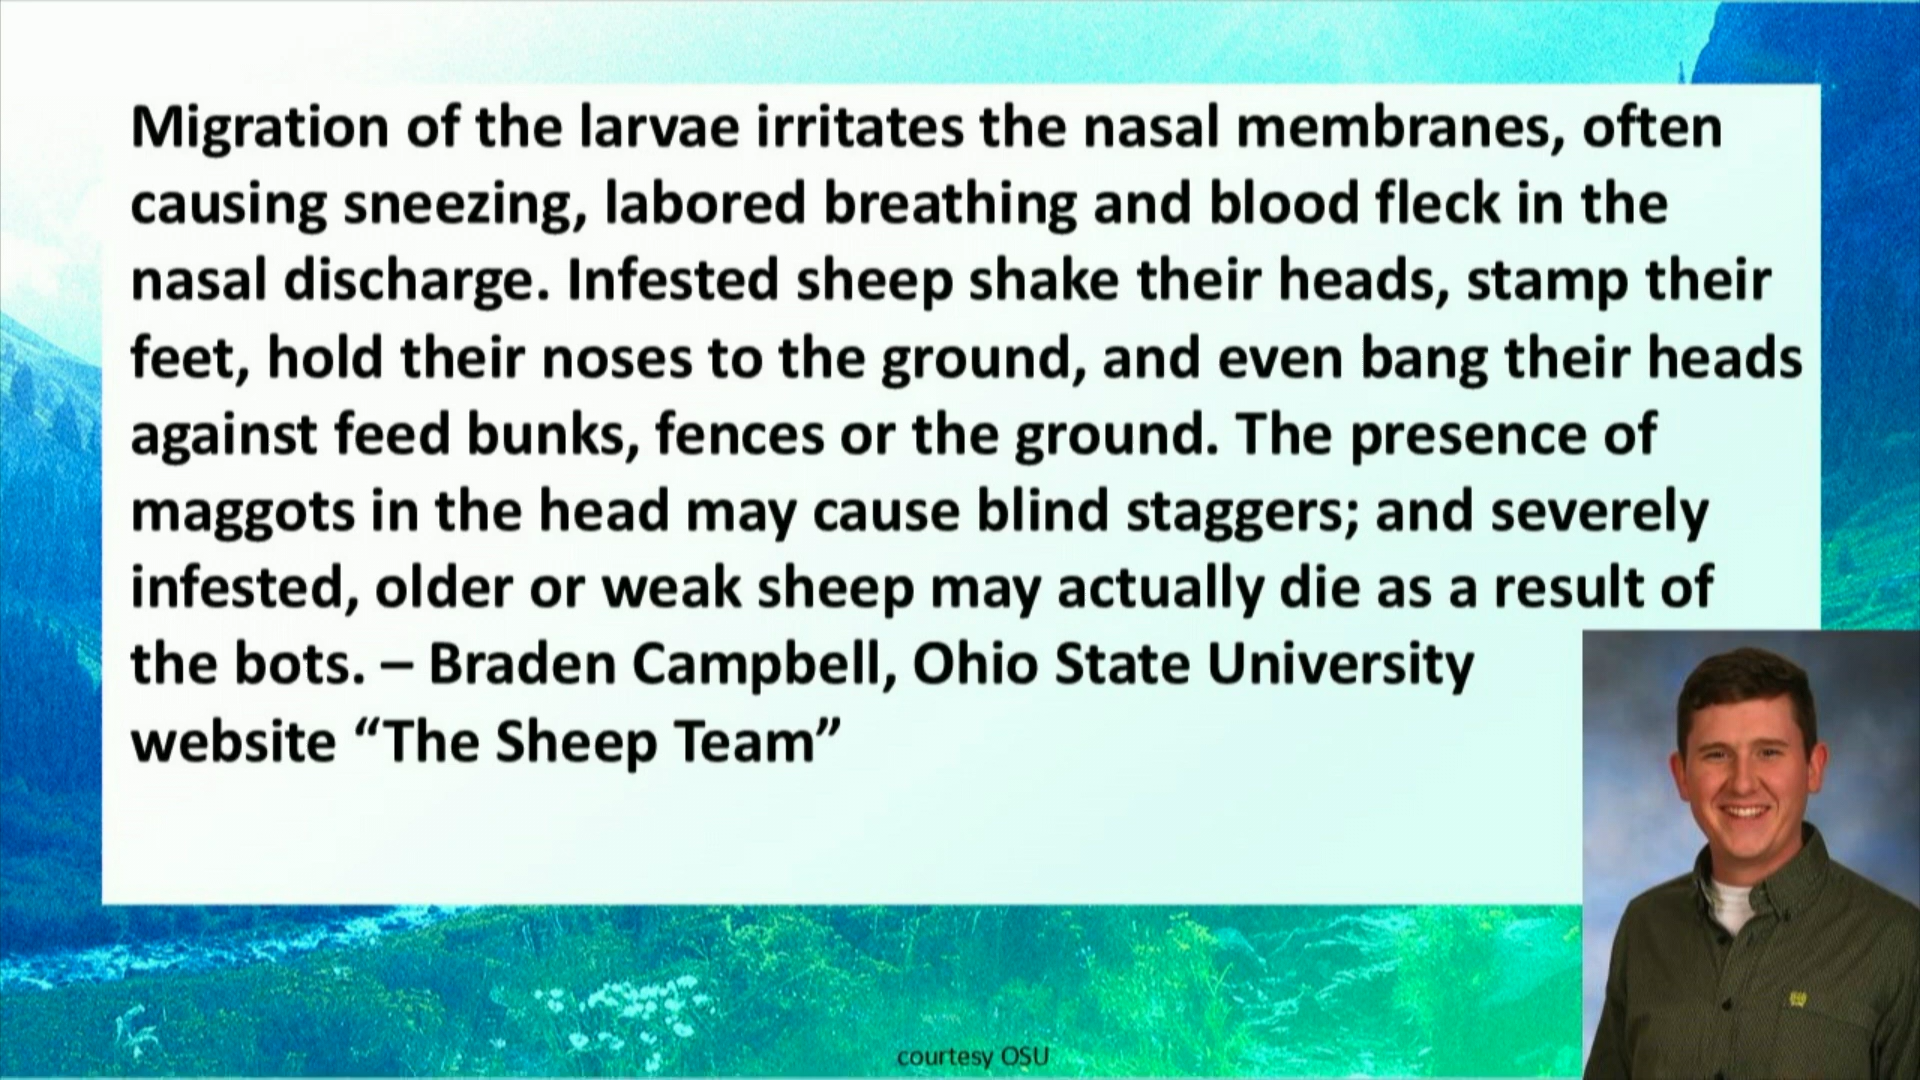 Migration of the larvae irritates the nasal membranes, often
causing sneezing, labored breathing and blood fleck in the
nasal discharge. Infested sheep shake their heads, stamp their
feet, hold their noses to the ground, and even bang their heads
against feed bunks, fences or the ground. The presence of
maggots in the head may cause blind staggers; and severely
infested, older or weak sheep may actually die as a result of
the bots. – Braden Campbell, Ohio State University
website “The Sheep Team”
courtesy OSU